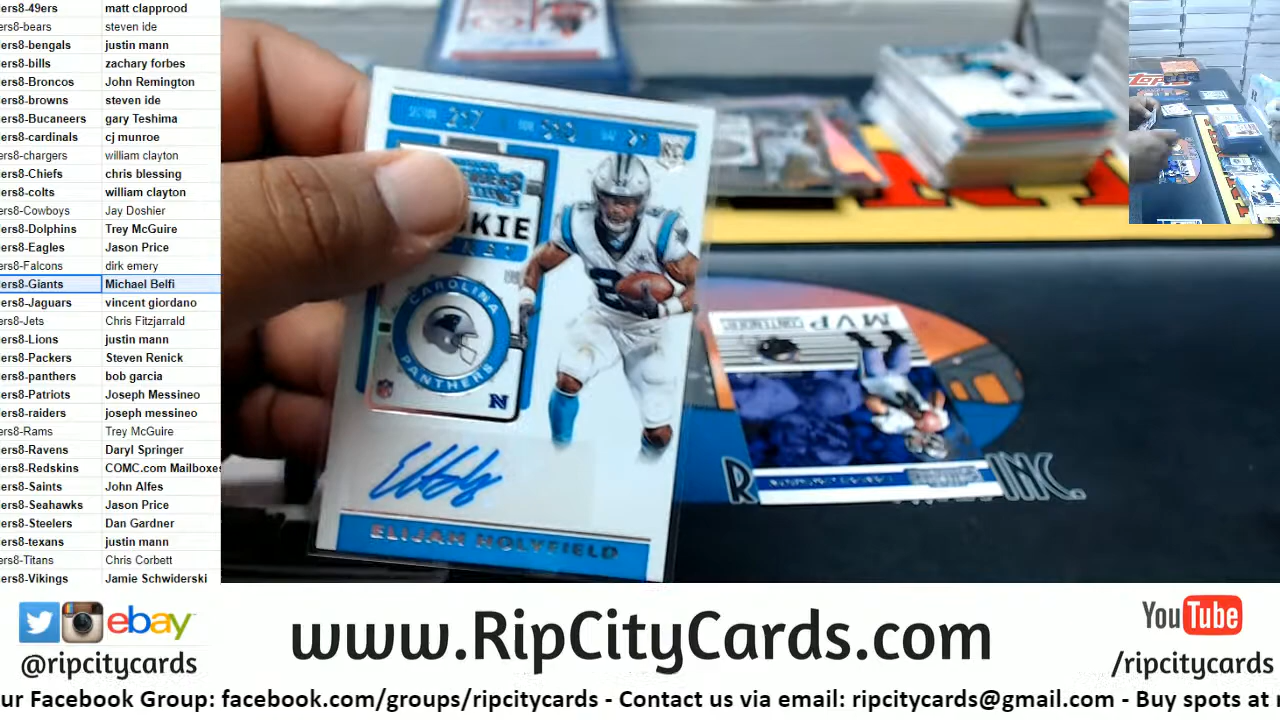 ers8-49ers matt clapprood
ers8-bears steven ide
ers8-bengals justin mann
ers8-bills zachary forbes
ers8-Broncos John Remington
ers8-browns steven ide
ers8-Bucaneers gary Teshima
ers8-cardinals cj munroe
ers8-chargers william clayton
ers8-Chiefs chris blessing
ers8-colts william clayton
ers8-Cowboys Jay Doshier
ers8-Dolphins Trey McGuire
ers8-Eagles Jason Price
ers8-Falcons dirk emery
ers8-Giants Michael Belfi
ers8-Jaguars vincent giordano
ers8-Jets Chris Fitzjarrald
ers8-Lions justin mann
ers8-Packers Steven Renick
ers8-panthers bob garcia
ers8-Patriots Joseph Messineo
ers8-raiders joseph messineo
ers8-Rams Trey McGuire
ers8-Ravens Daryl Springer
ers8-Redskins COMC.com Mailboxes
ers8-Saints John Alfes
ers8-Seahawks Jason Price
ers8-Steelers Dan Gardner
ers8-texans justin mann
ers8-Titans Chris Corbett
ers8-Vikings Jamie Schwiderski
RC
KIE
CAROLINA
PANTHERS
N
ELIJAH HOLYFIELD
MVP CONTENDERS
R INC.
ebay
@ripcitycards
www.RipCityCards.com
YouTube
/ripcitycards
ur Facebook Group: facebook.com/groups/ripcitycards - Contact us via email: ripcitycards@gmail.com - Buy spots at